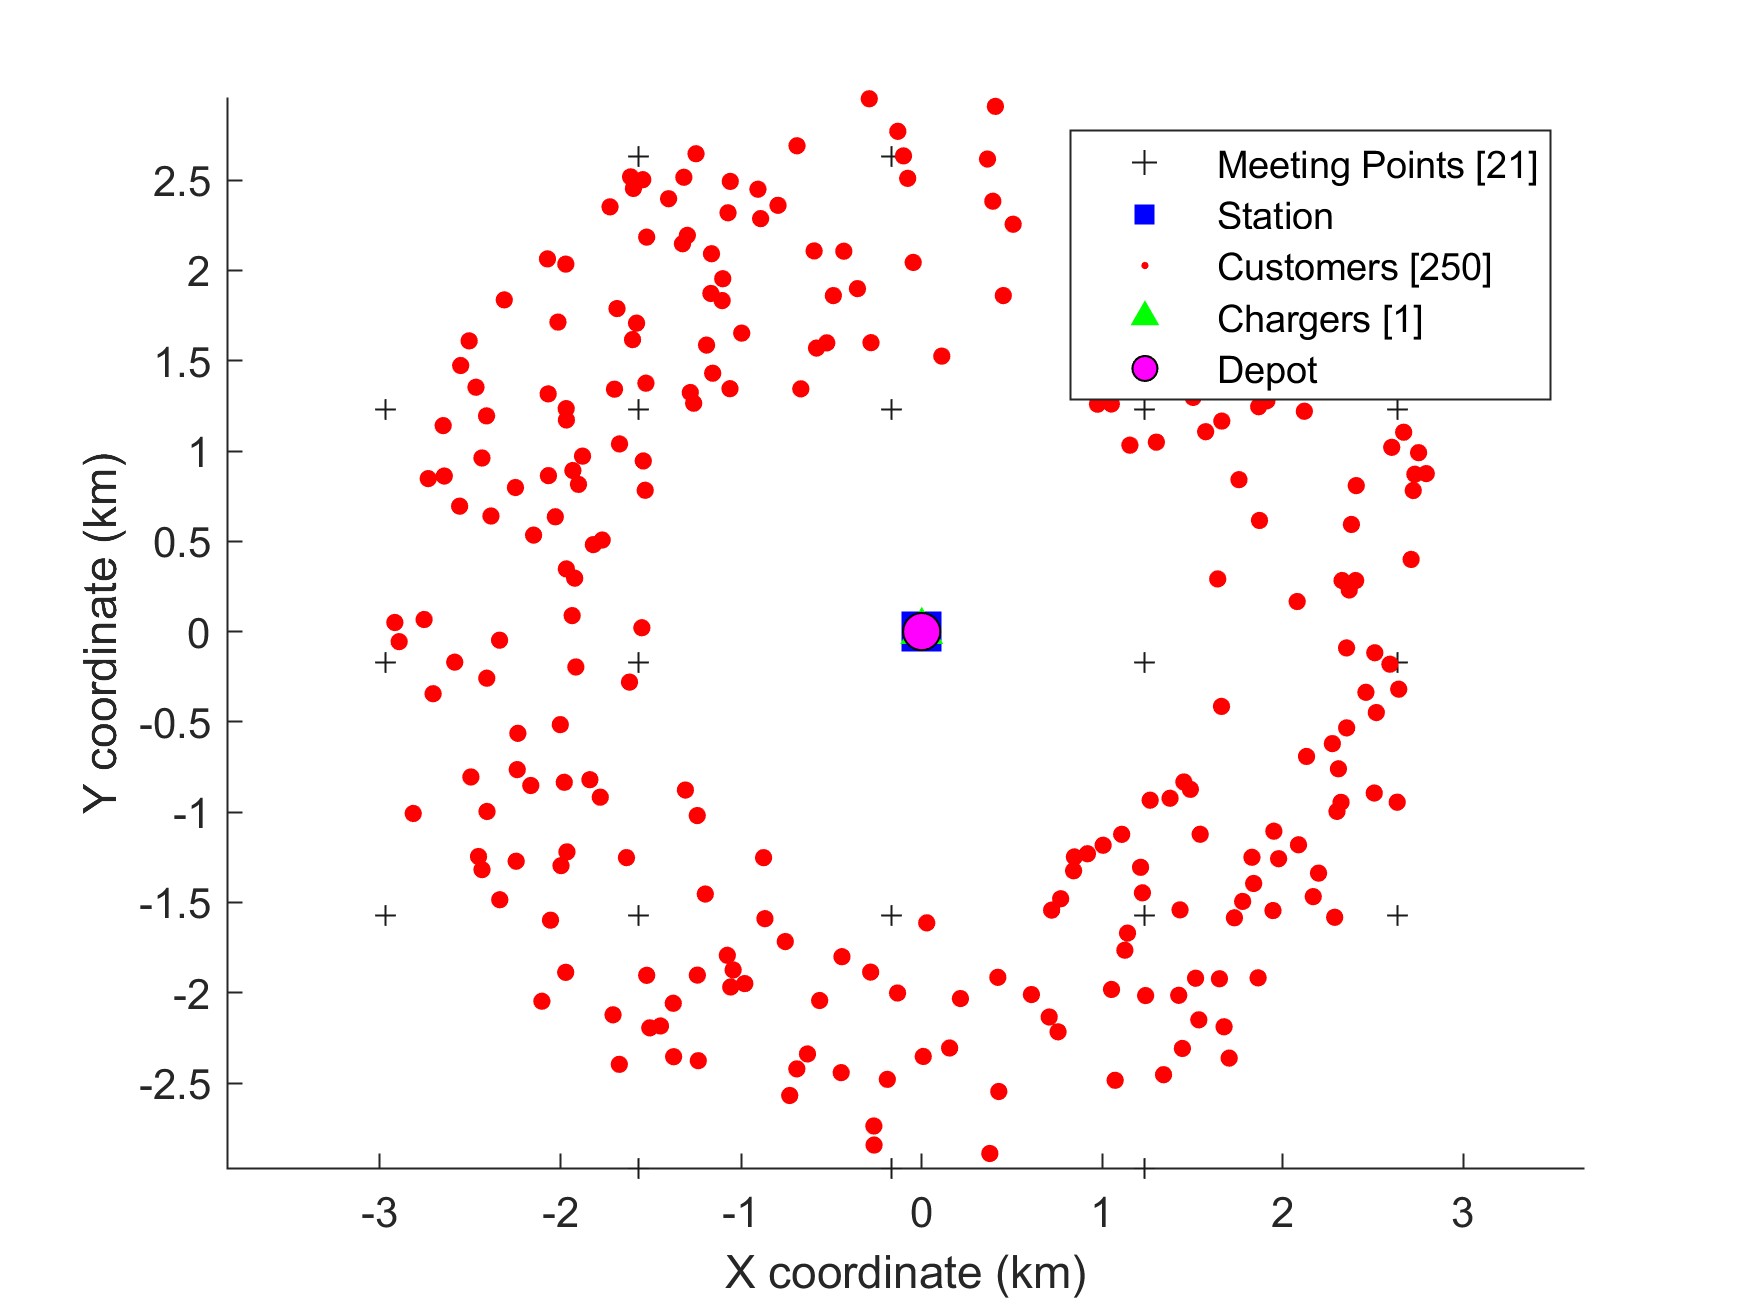 Meeting Points [21]
Station
Customers [250]
Chargers [1]
Depot
2.5
2
1.5
1
0.5
0
-0.5
-1
-1.5
-2
-2.5
Y coordinate (km)
-3 -2 -1 0 1 2 3
X coordinate (km)